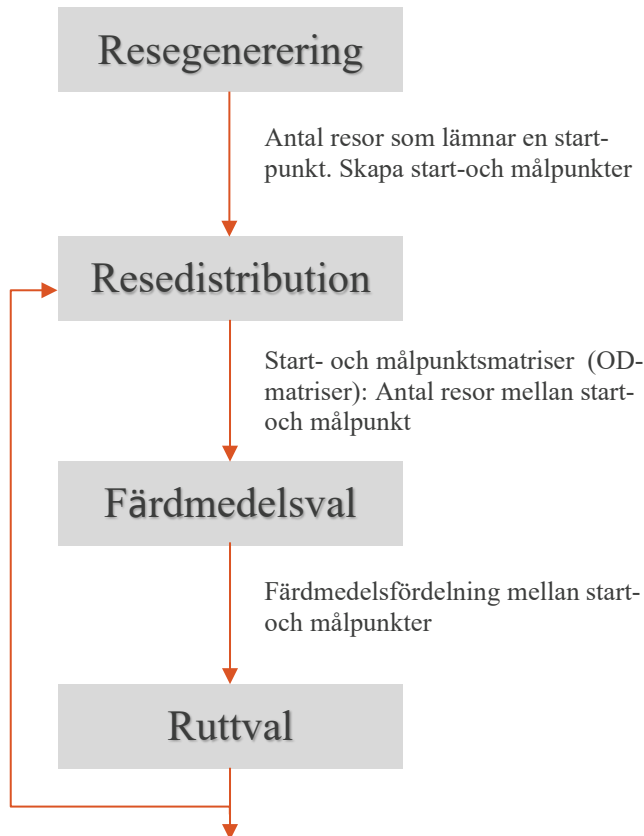 Resegenerering
Antal resor som lämnar en start-
punkt. Skapa start-och målpunkter
Resedistribution
Start- och målpunktsmatriser (OD-
matriser): Antal resor mellan start-
och målpunkt
Färdmedelsval
Färdmedelsfördelning mellan start-
och målpunkter
Ruttval